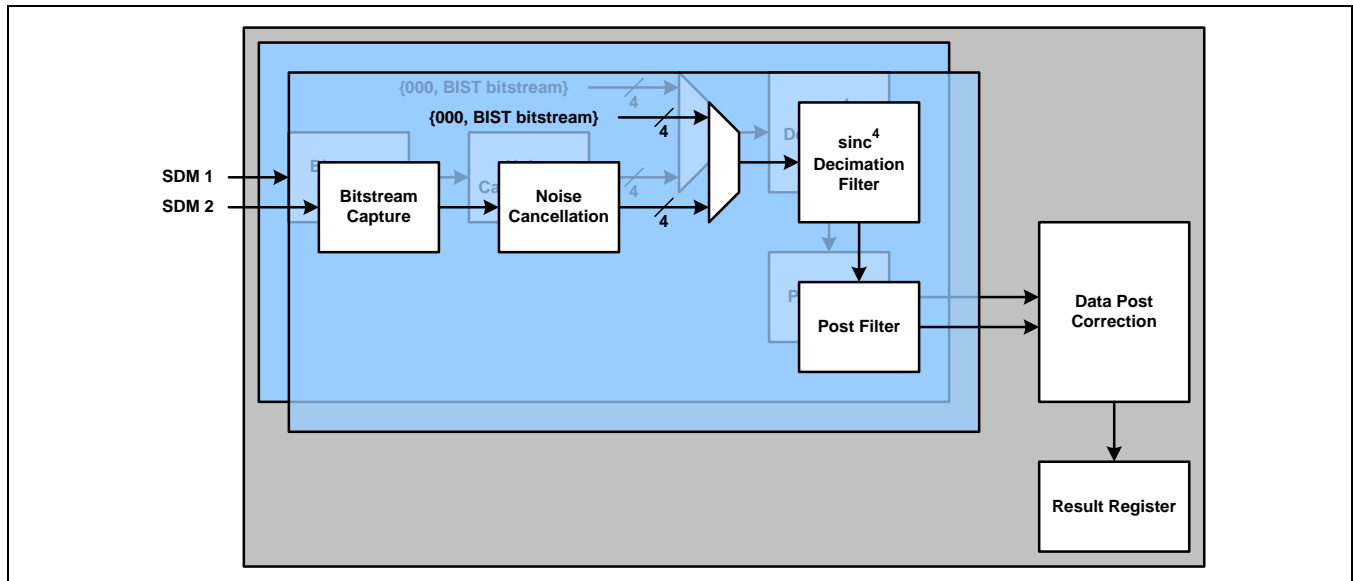 {000, BIST bitstream}
4
{000, BIST bitstream}
4
SDM 1
SDM 2
Bitstream
Capture
Noise
Cancellation
4
4
sinc4
Decimation
Filter
Post Filter
Data Post
Correction
Result Register